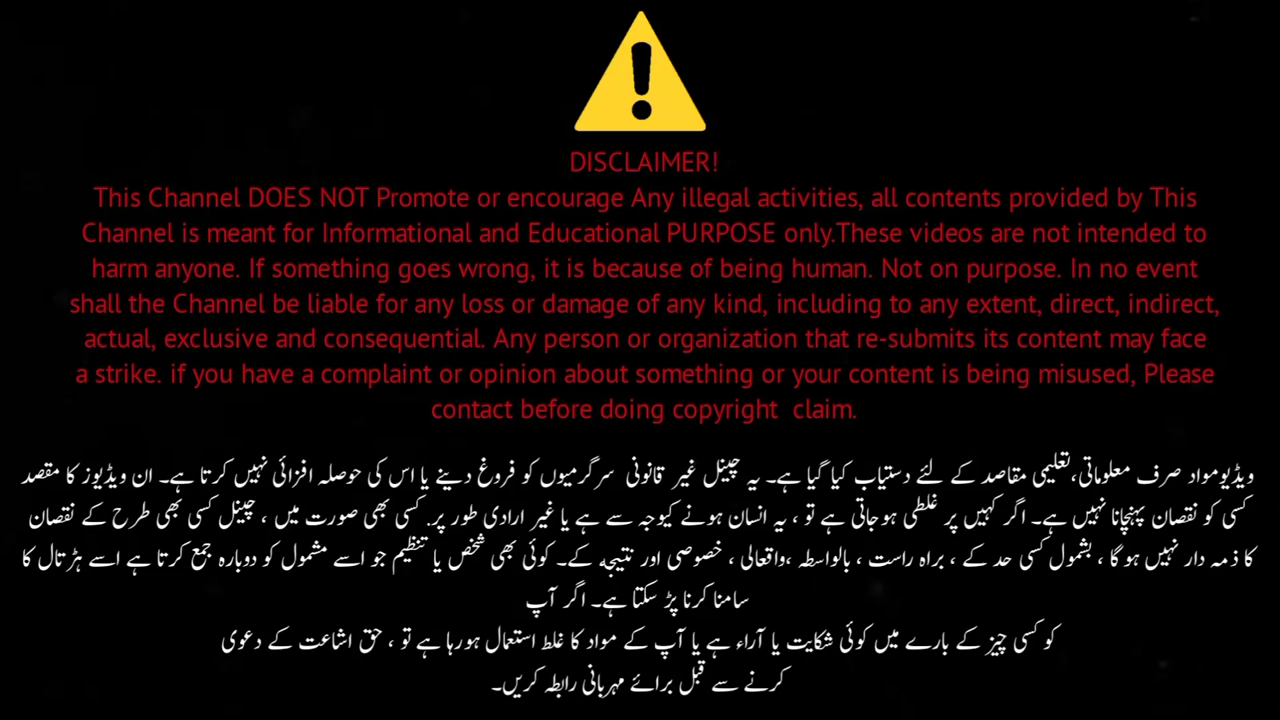 DISCLAIMER!
This Channel DOES NOT Promote or encourage Any illegal activities, all contents provided by This
Channel is meant for Informational and Educational PURPOSE only.These videos are not intended to
harm anyone. If something goes wrong, it is because of being human. Not on purpose. In no event
shall the Channel be liable for any loss or damage of any kind, including to any extent, direct, indirect,
actual, exclusive and consequential. Any person or organization that re-submits its content may face
a strike. if you have a complaint or opinion about something or your content is being misused, Please
contact before doing copyright claim.
ویڈیومواد صرف معلوماتی،تعلیمی مقاصد کے لئے دستیاب کیا گیا ہے۔ یہ چینل غیر قانونی سرگرمیوں کو فروغ دینے یا اس کی حوصلہ افزائی نہیں کرتا ہے۔ ان ویڈیوز کا مقصد
کسی کو نقصان پہنچانا نہیں ہے۔ اگر کہیں پر غلطی ہوجاتی ہے تو ، یہ انسان ہونے کیوجہ سے ہے یا غیر ارادی طور پر. کسی بھی صورت میں ، چینل کسی بھی طرح کے نقصان
کا ذمہ دار نہیں ہوگا ، بشمول کسی حد کے ، براہ راست ، بالواسطہ ،واقعالی ، خصوصی اور نتیجہ کے۔ کوئی بھی شخص یا تنظیم جو اسے مشمول کو دوبارہ جمع کرتا ہے اسے ہڑتال کا
سامنا کرنا پڑ سکتا ہے۔ اگر آپ
کو کسی چیز کے بارے میں کوئی شکایت یا آراء ہے یا آپ کے مواد کا غلط استعمال ہورہا ہے تو ، حق اشاعت کے دعوی
کرنے سے قبل برائے مہربانی رابطہ کریں۔